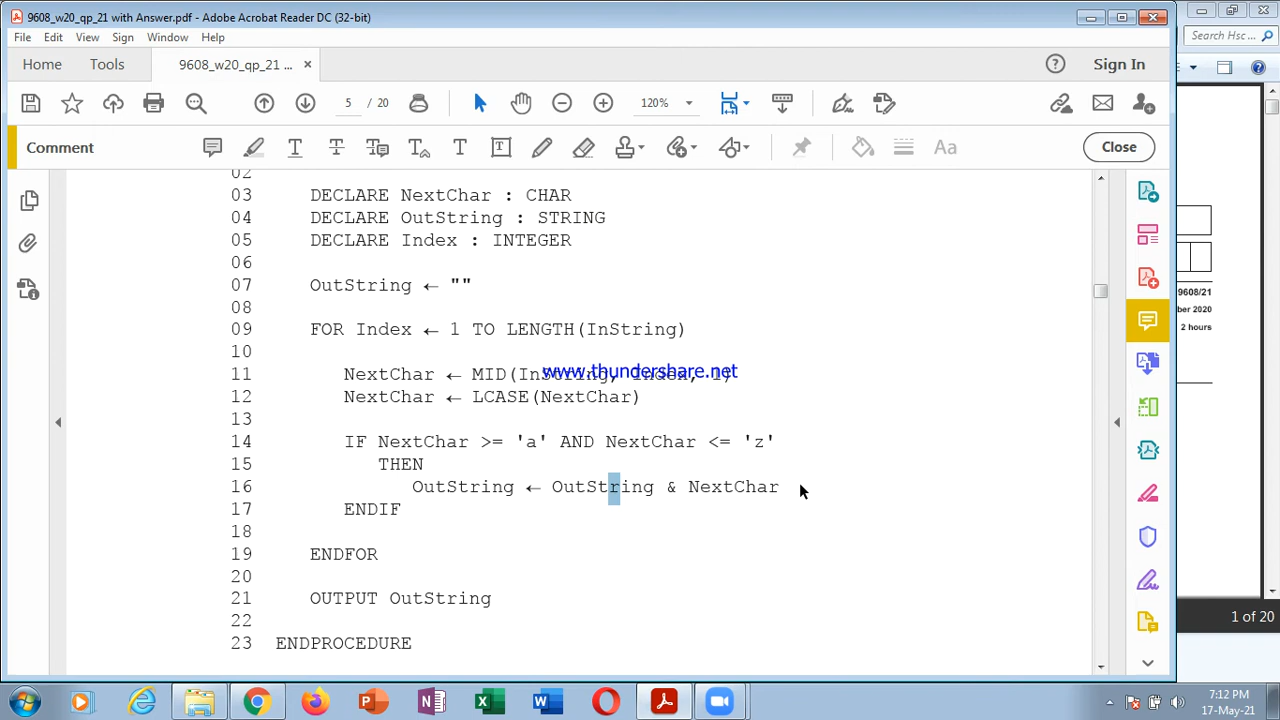 9608_w20_qp_21 with Answer.pdf - Adobe Acrobat Reader DC (32-bit)
File Edit View Sign Window Help
Home Tools 9608_w20_qp_21 ... × Sign In
5 / 20 120%
Search Hsc...
Comment Close
02
03 DECLARE NextChar : CHAR
04 DECLARE OutString : STRING
05 DECLARE Index : INTEGER
06
07 OutString ← ""
08
09 FOR Index ← 1 TO LENGTH(InString)
10
11 NextChar ← MID(InString, Index, 1)
www.thundershare.net
12 NextChar ← LCASE(NextChar)
13
14 IF NextChar >= 'a' AND NextChar <= 'z'
15 THEN
16 OutString ← OutString & NextChar
17 ENDIF
18
19 ENDFOR
20
21 OUTPUT OutString
22
23 ENDPROCEDURE
9608/21
ober 2020
2 hours
1 of 20
7:12 PM
17-May-21